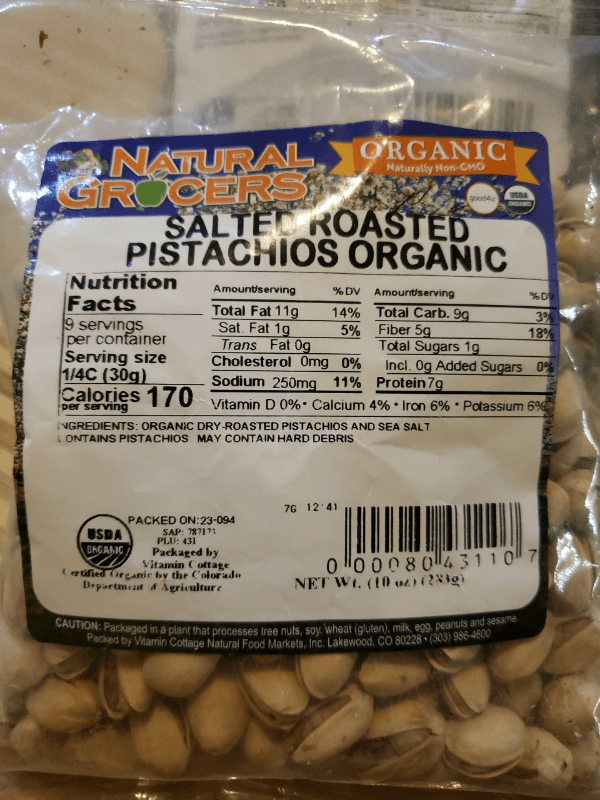 NATURAL
GROCERS
ORGANIC
Naturally Non-GMO
good4u
USDA
ORGANIC
SALTED ROASTED
PISTACHIOS ORGANIC
Nutrition
Facts
9 servings
per container
Serving size
1/4C (30g)
Calories 170
per serving
Amount/serving %DV
Total Fat 11g 14%
Sat. Fat 1g 5%
Trans Fat 0g
Cholesterol 0mg 0%
Sodium 250mg 11%
Amount/serving %DV
Total Carb. 9g 3%
Fiber 5g 18%
Total Sugars 1g
Incl. 0g Added Sugars 0%
Protein 7g
Vitamin D 0% • Calcium 4% • Iron 6% • Potassium 6%
INGREDIENTS: ORGANIC DRY-ROASTED PISTACHIOS AND SEA SALT
CONTAINS PISTACHIOS MAY CONTAIN HARD DEBRIS
7G 12:41
USDA
ORGANIC
PACKED ON:23-094
SAP:
PLU: 431
Packaged by
Vitamin Cottage
Certified Organic by the Colorado
Department of Agriculture
0 00080 43110 7
NET Wt. (10 oz) (283g)
CAUTION: Packaged in a plant that processes tree nuts, soy, wheat (gluten), milk, egg, peanuts and sesame.
Packed by Vitamin Cottage Natural Food Markets, Inc. Lakewood, CO 80228 • (303) 986-4600